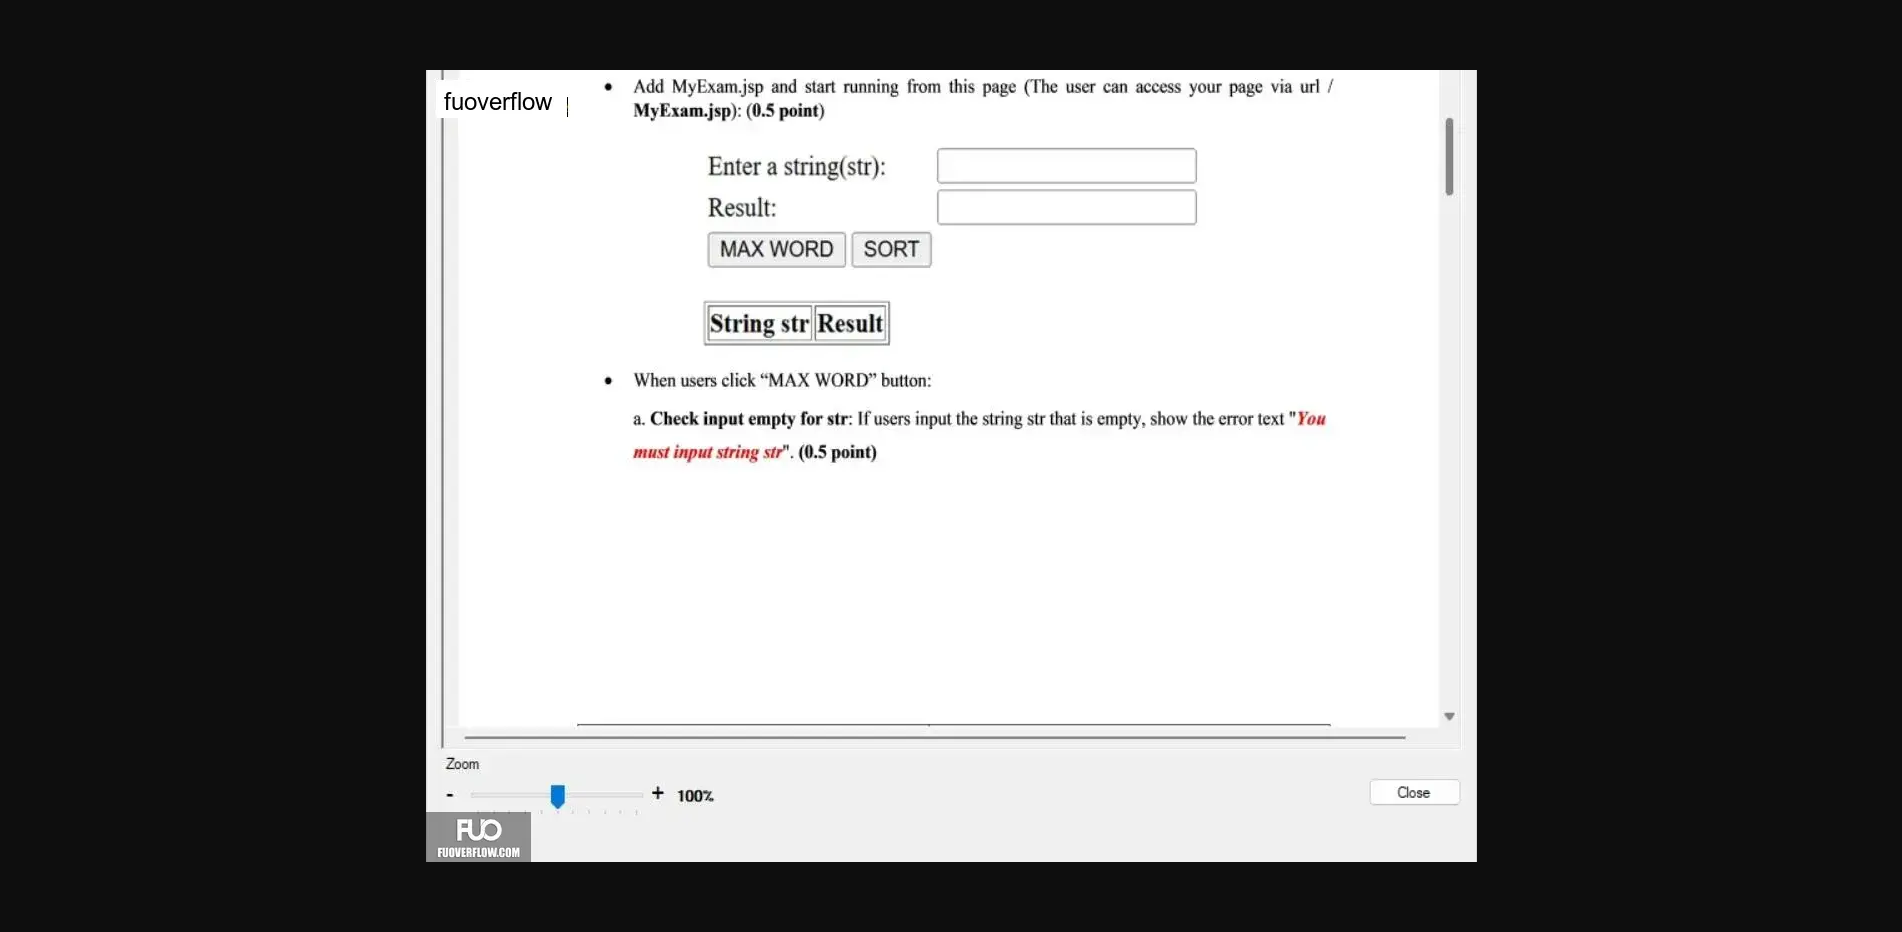 fuoverflow
• Add MyExam.jsp and start running from this page (The user can access your page via url /
MyExam.jsp): (0.5 point)
Enter a string(str):
Result:
MAX WORD SORT
String str Result
• When users click “MAX WORD” button:
a. Check input empty for str: If users input the string str that is empty, show the error text "You
must input string str". (0.5 point)
Zoom
- + 100%
Close
FUO
FUOVERFLOW.COM